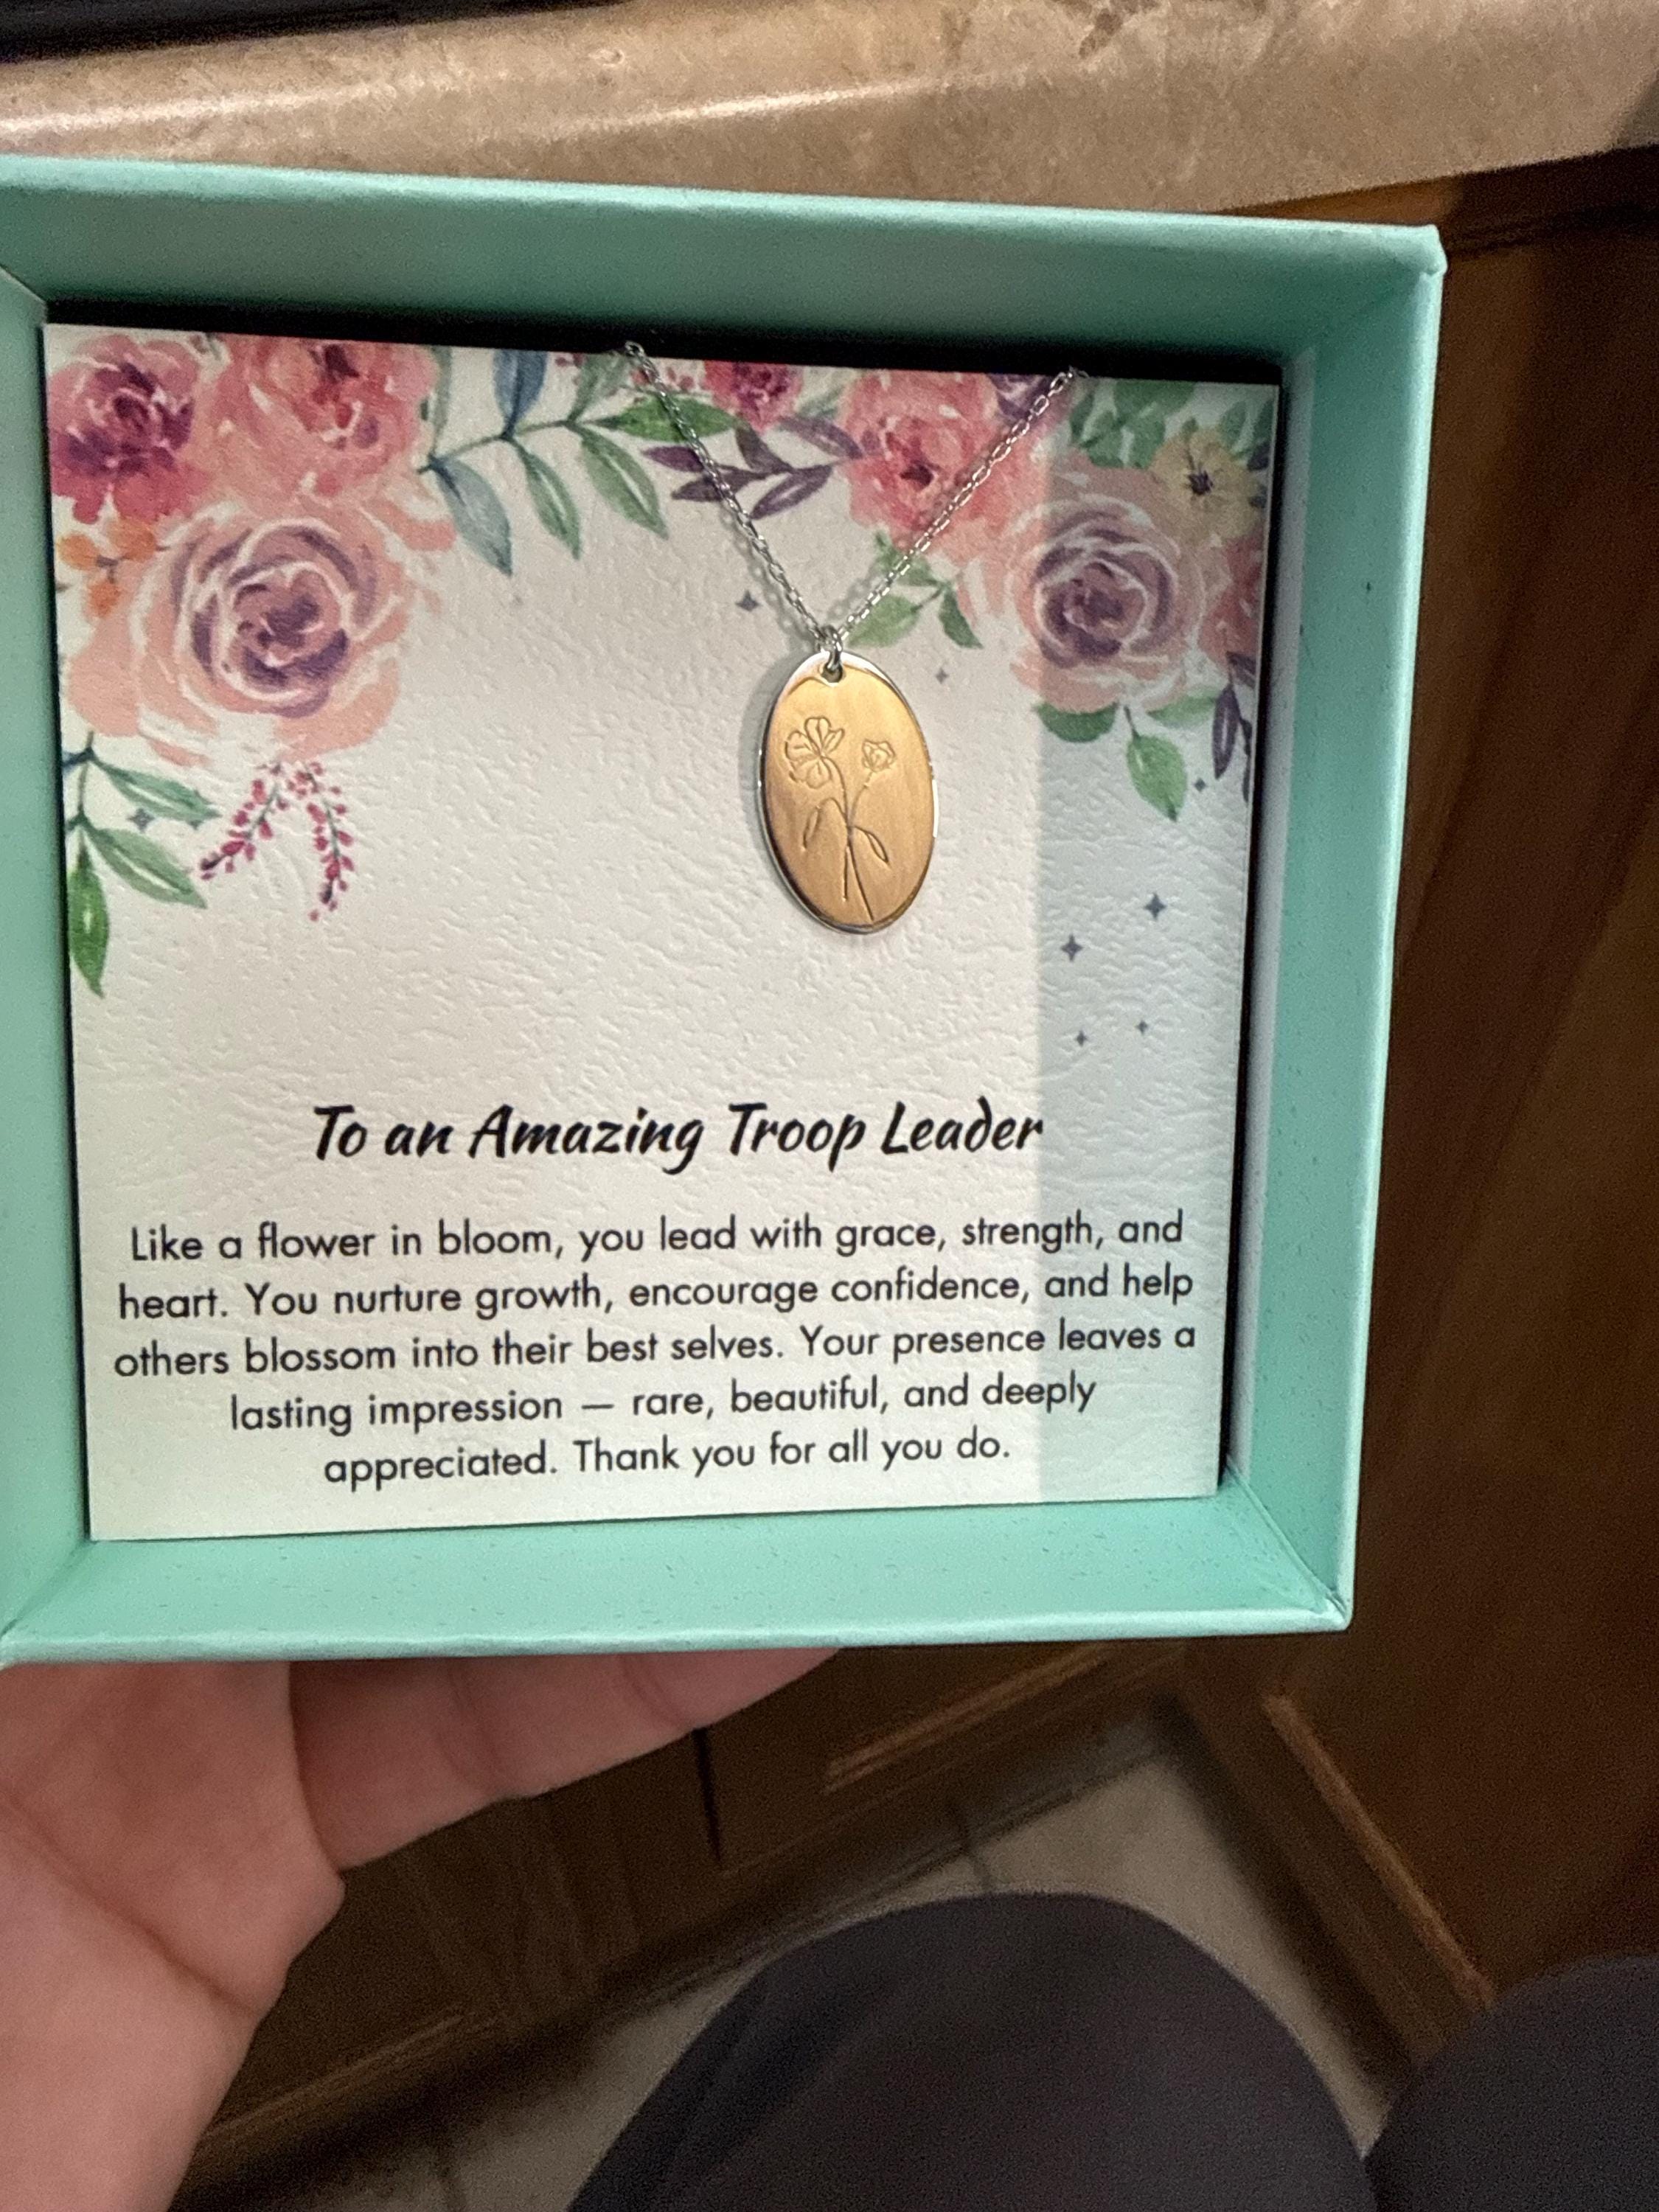 To an Amazing Troop Leader
Like a flower in bloom, you lead with grace, strength, and
heart. You nurture growth, encourage confidence, and help
others blossom into their best selves. Your presence leaves a
lasting impression — rare, beautiful, and deeply
appreciated. Thank you for all you do.